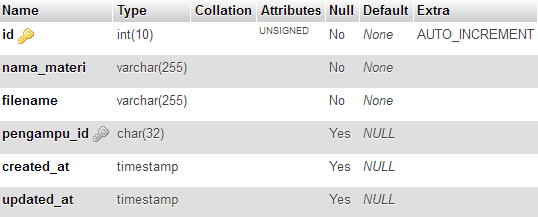 Name Type Collation Attributes Null Default Extra
id int(10) UNSIGNED No None AUTO_INCREMENT
nama_materi varchar(255) No None
filename varchar(255) No None
pengampu_id char(32) Yes NULL
created_at timestamp Yes NULL
updated_at timestamp Yes NULL